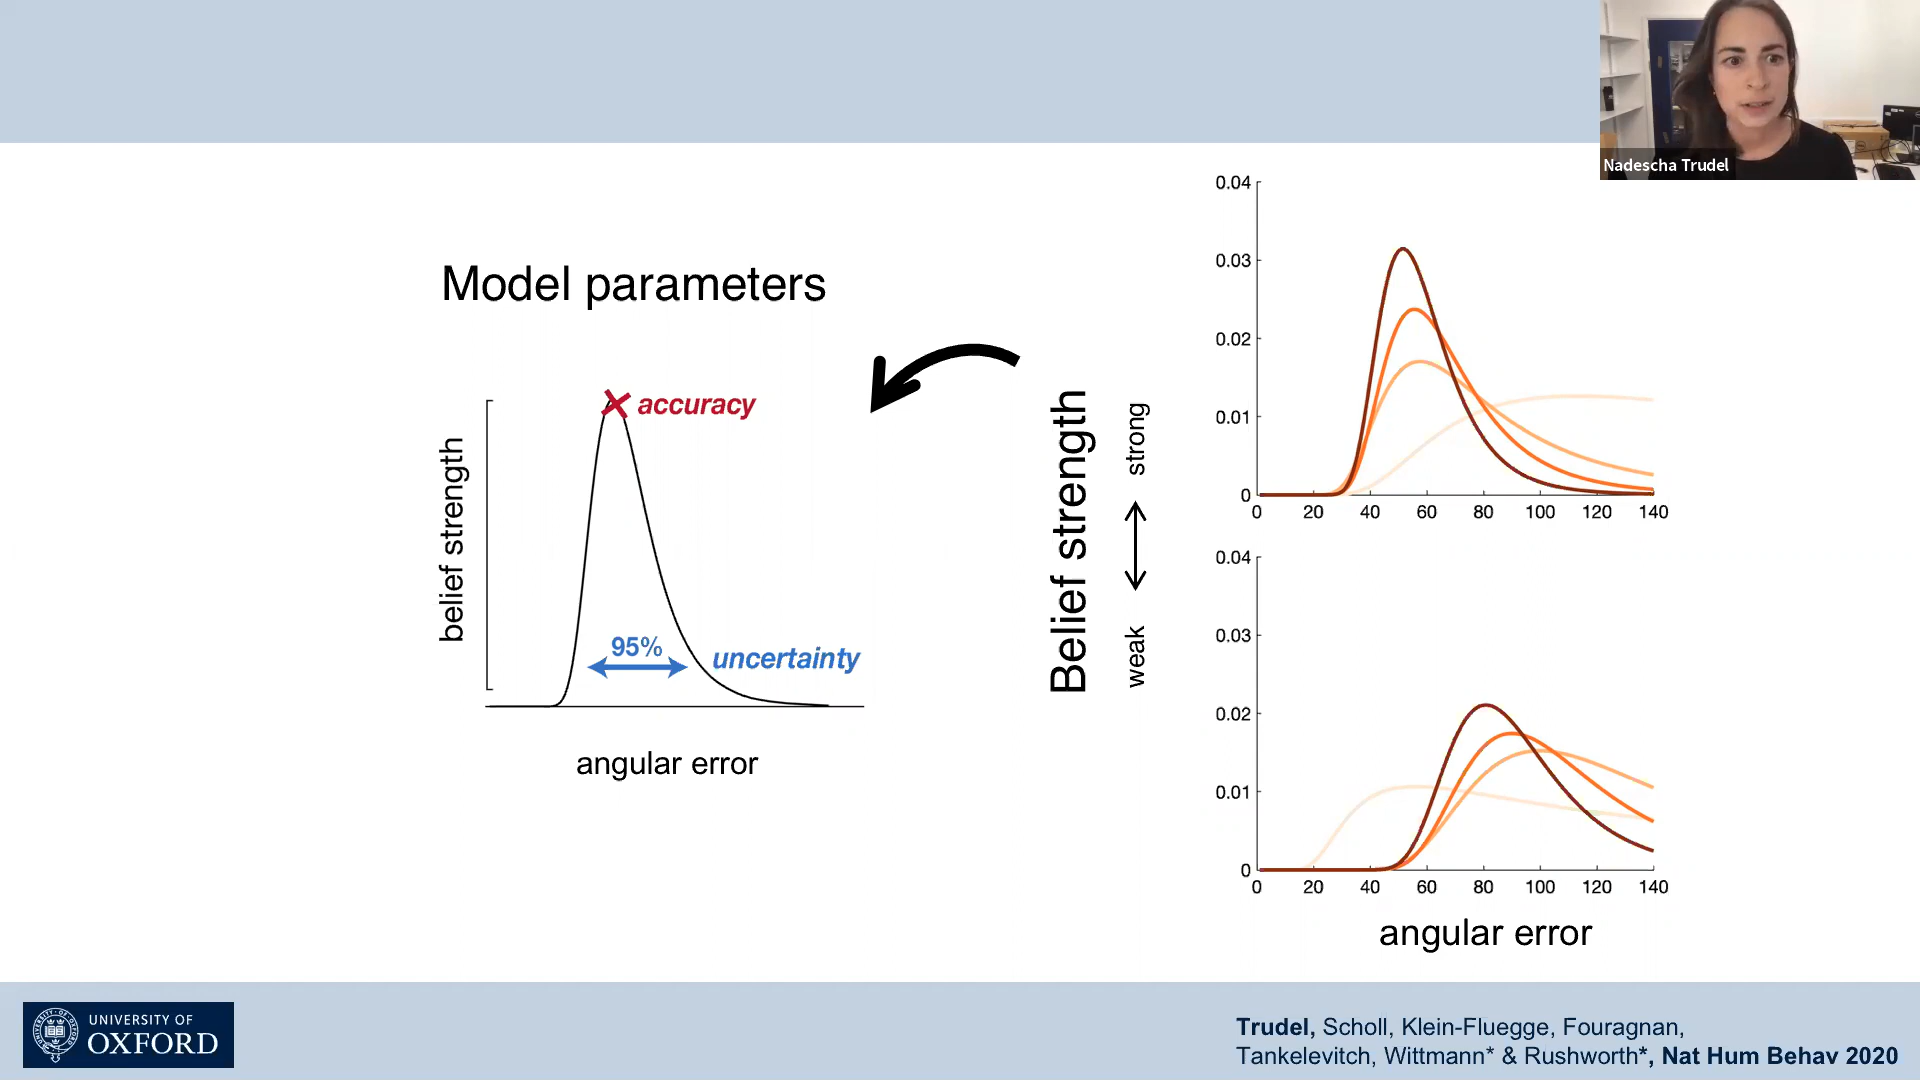 Nadescha Trudel
Model parameters
belief strength
accuracy
95%
uncertainty
angular error
Belief strength
weak
strong
0.04
0.03
0.02
0.01
0
0 20 40 60 80 100 120 140
0.04
0.03
0.02
0.01
0
0 20 40 60 80 100 120 140
angular error
UNIVERSITY OF
OXFORD
Trudel, Scholl, Klein-Fluegge, Fouragnan,
Tankelevitch, Wittmann* & Rushworth*, Nat Hum Behav 2020